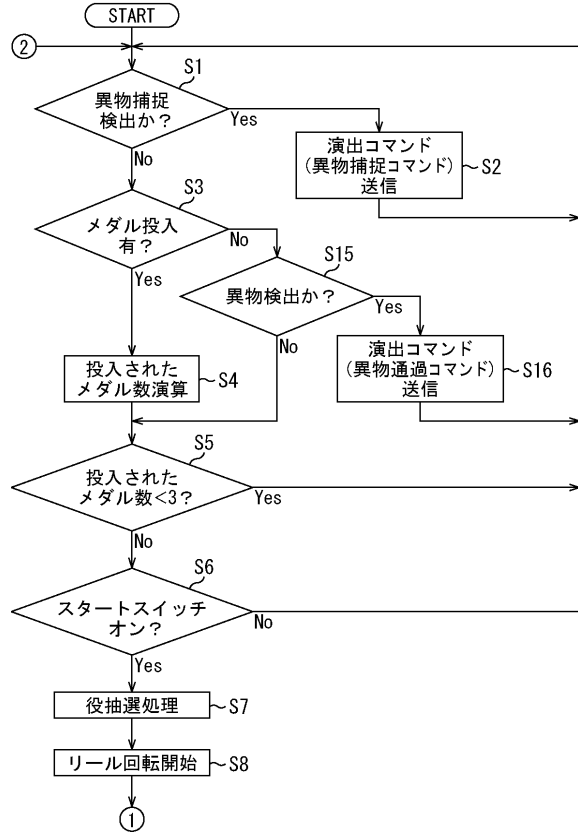 START
②
S1
異物捕捉
検出か？
Yes
No
演出コマンド
(異物捕捉コマンド)
送信
S2
S3
メダル投入
有？
No
Yes
S15
異物検出か？
Yes
No
演出コマンド
(異物通過コマンド)
送信
S16
投入された
メダル数演算
S4
S5
投入された
メダル数<3？
Yes
No
S6
スタートスイッチ
オン？
No
Yes
役抽選処理
S7
リール回転開始
S8
①